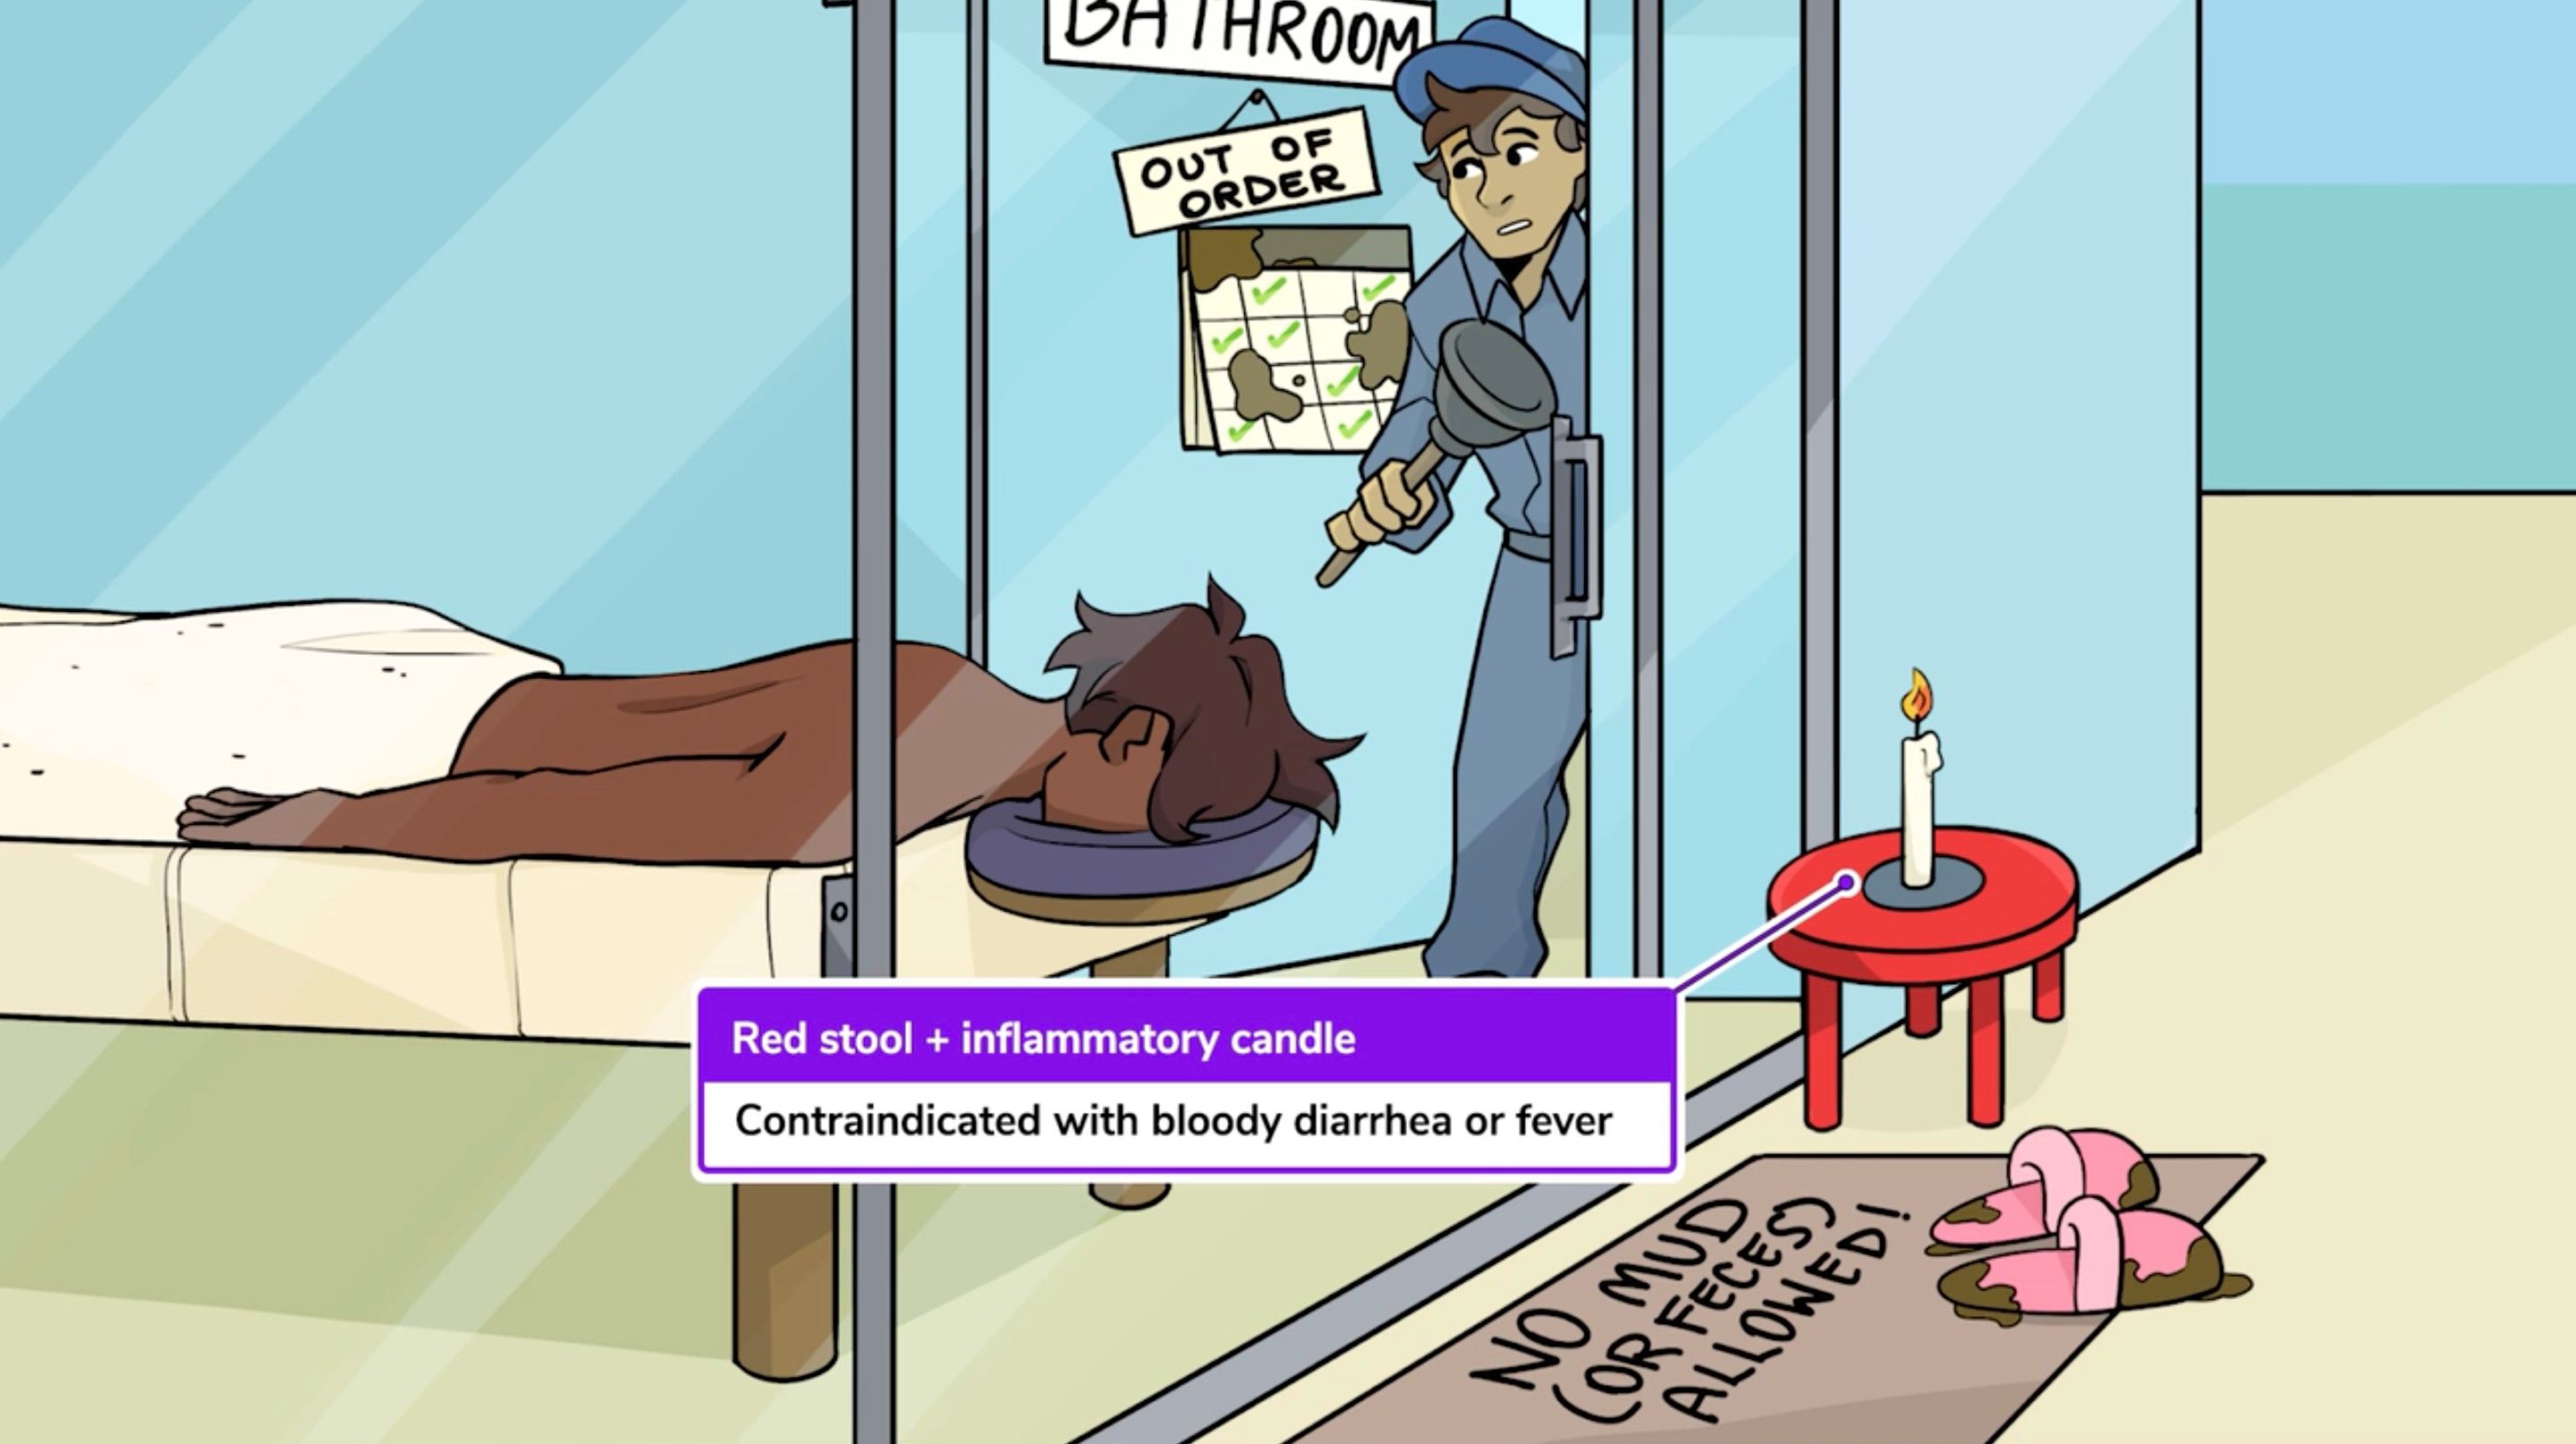 BATHROOM
OUT OF
ORDER
Red stool + inflammatory candle
Contraindicated with bloody diarrhea or fever
NO MUD
(OR FECES)
ALLOWED!